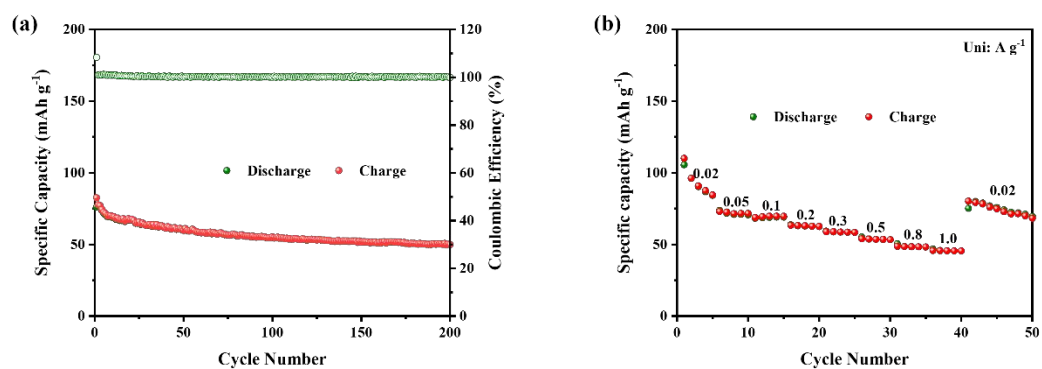 (a)
200
150
100
50
0
Specific Capacity (mAh g-1)
120
100
80
60
40
20
0
Coulombic Efficiency (%)
Discharge Charge
0 50 100 150 200
Cycle Number
(b)
200
150
100
50
0
Specific capacity (mAh g-1)
Uni: A g-1
Discharge Charge
0.02
0.05
0.1
0.2
0.3
0.5
0.8
1.0
0.02
0 10 20 30 40 50
Cycle Number